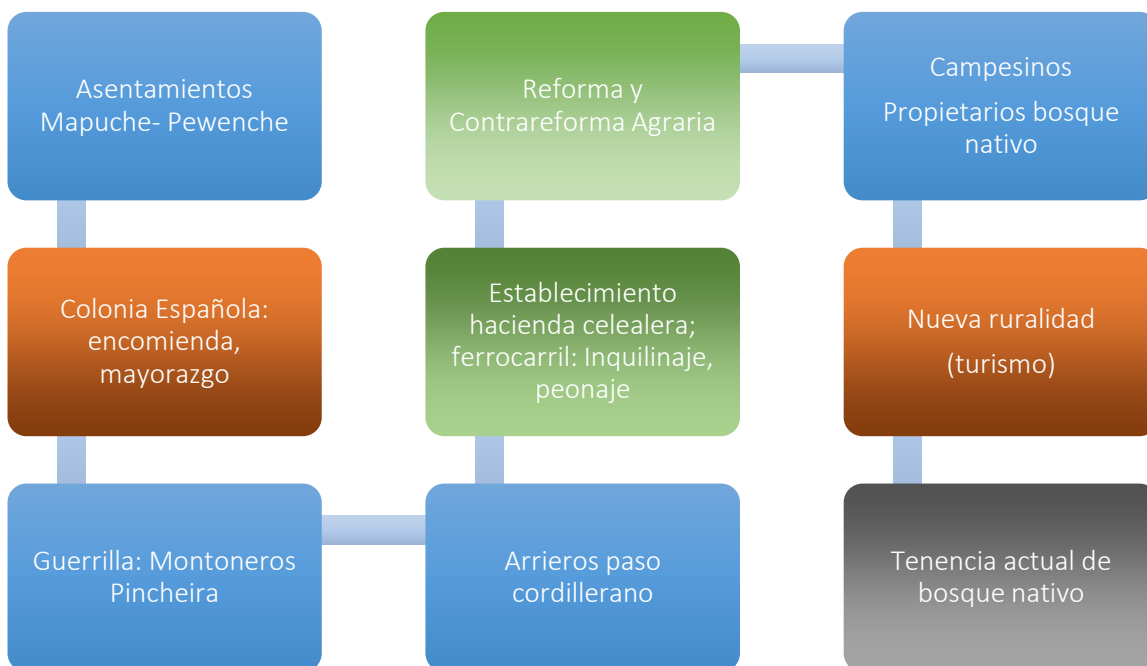 Asentamientos
Mapuche- Pewenche
Colonia Española:
encomienda,
mayorazgo
Guerrilla: Montoneros
Pincheira
Arrieros paso
cordillerano
Establecimiento
hacienda celealera;
ferrocarril: Inquilinaje,
peonaje
Reforma y
Contrareforma Agraria
Campesinos
Propietarios bosque
nativo
Nueva ruralidad
(turismo)
Tenencia actual de
bosque nativo